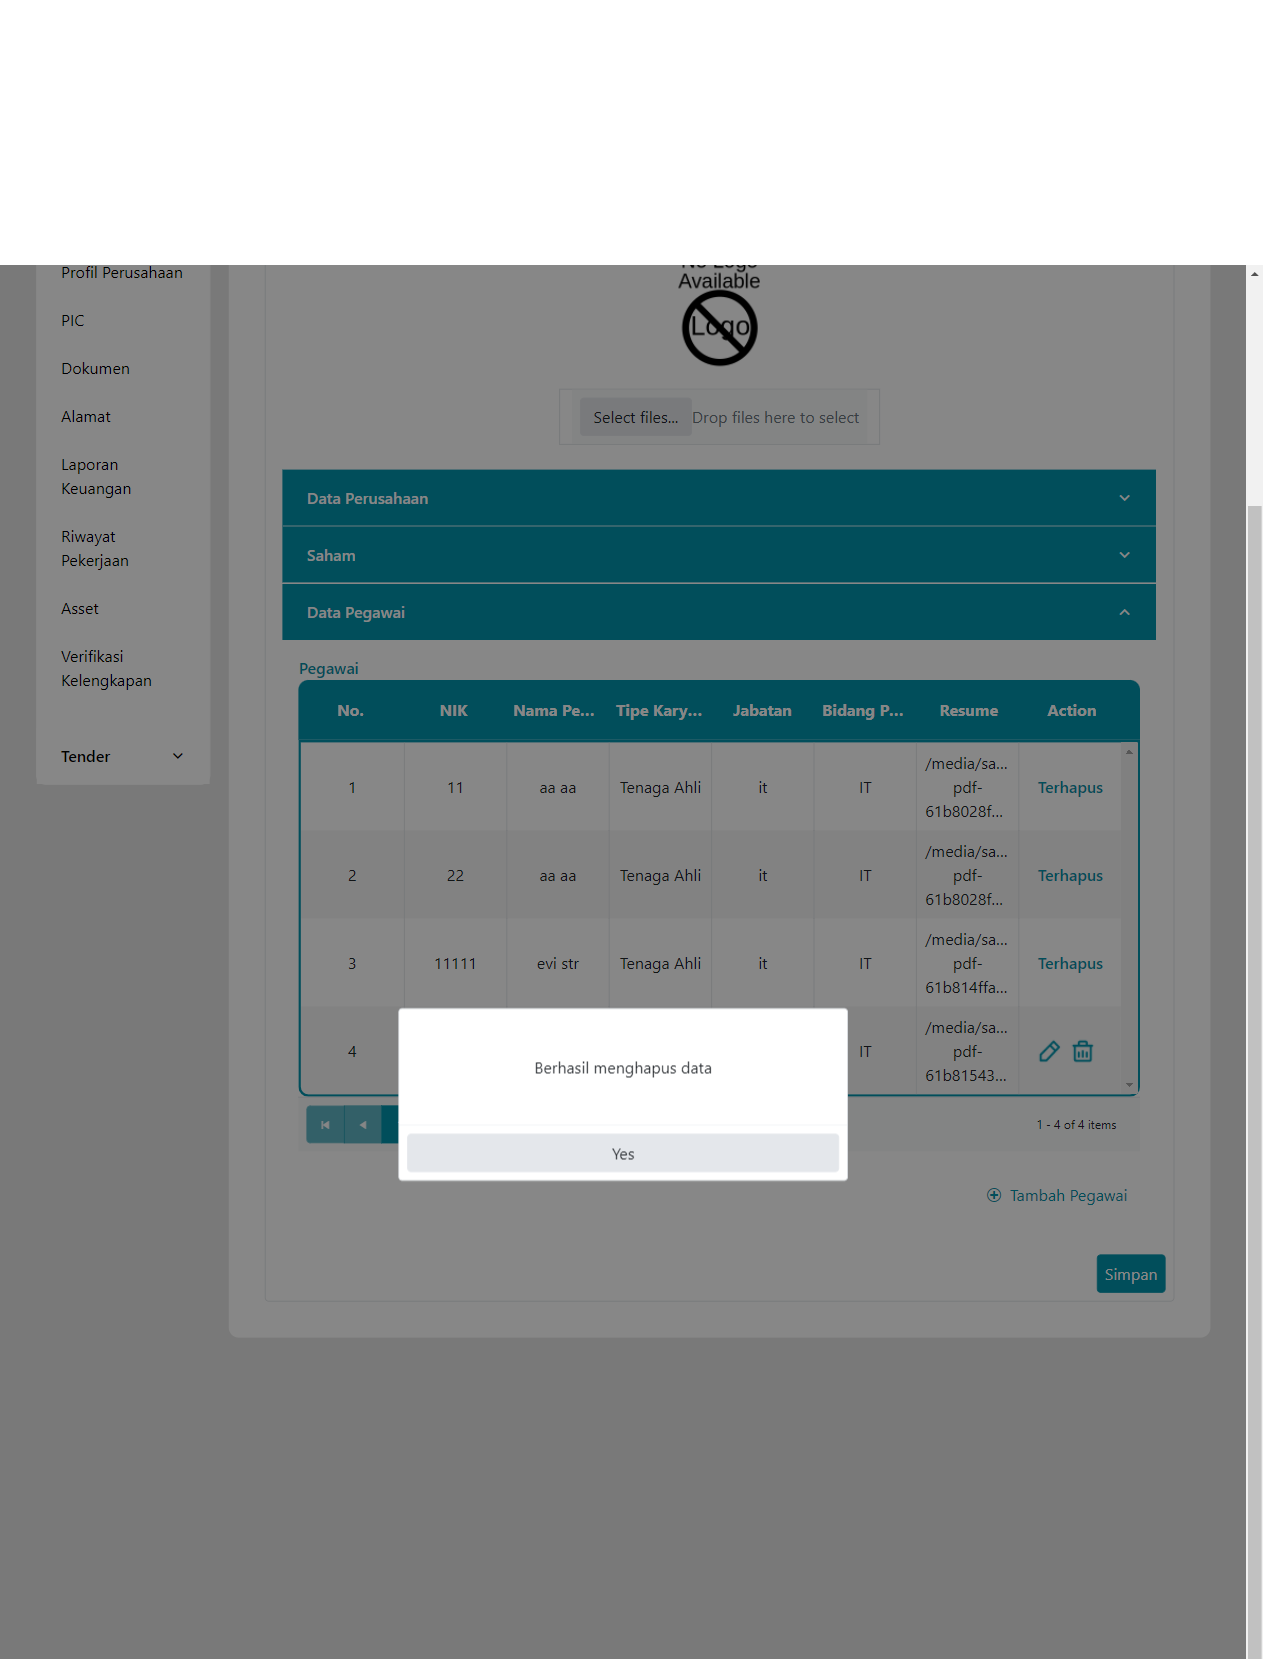 Profil Perusahaan
PIC
Dokumen
Alamat
Laporan
Keuangan
Riwayat
Pekerjaan
Asset
Verifikasi
Kelengkapan
Tender
No Logo
Available
Logo
Select files... Drop files here to select
Data Perusahaan
Saham
Data Pegawai
Pegawai
No. NIK Nama Pe... Tipe Kary... Jabatan Bidang P... Resume Action
1 11 aa aa Tenaga Ahli it IT /media/sa... pdf- 61b8028f... Terhapus
2 22 aa aa Tenaga Ahli it IT /media/sa... pdf- 61b8028f... Terhapus
3 11111 evi str Tenaga Ahli it IT /media/sa... pdf- 61b814ffa... Terhapus
4 IT /media/sa... pdf- 61b81543...
Berhasil menghapus data
Yes
1 - 4 of 4 items
Tambah Pegawai
Simpan